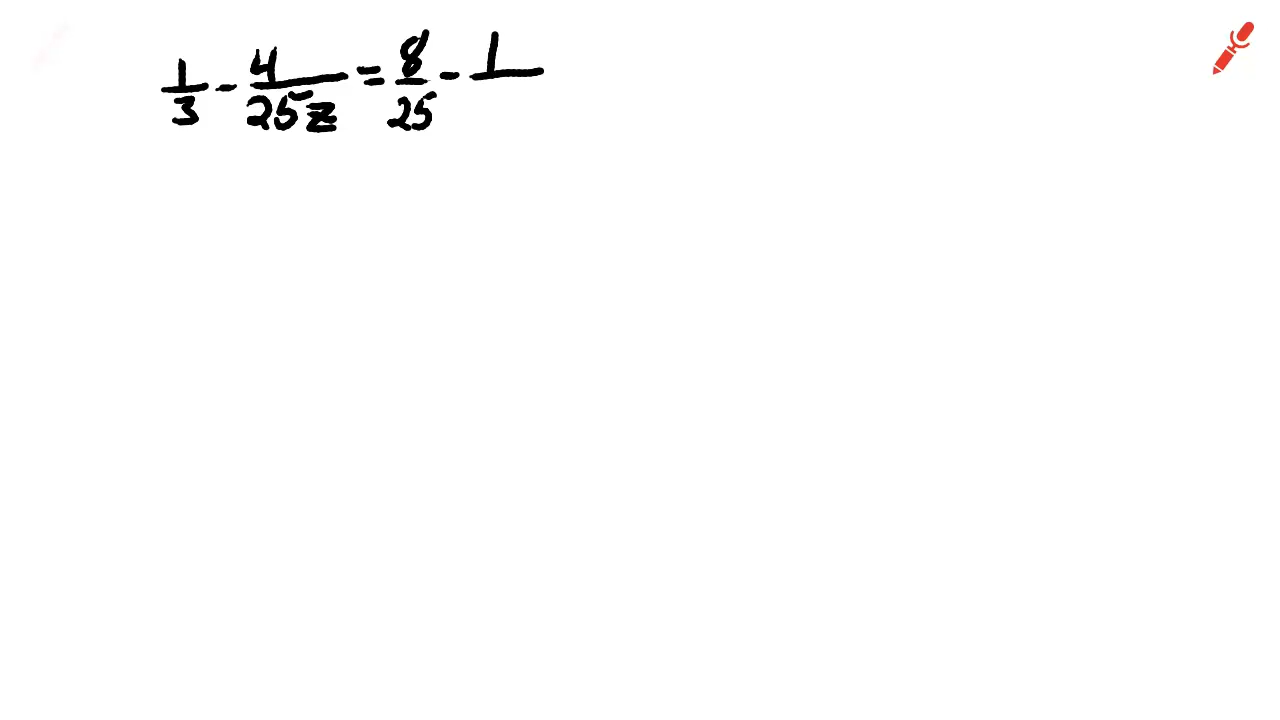 1/3 - 4/25z = 8/25 - 1/